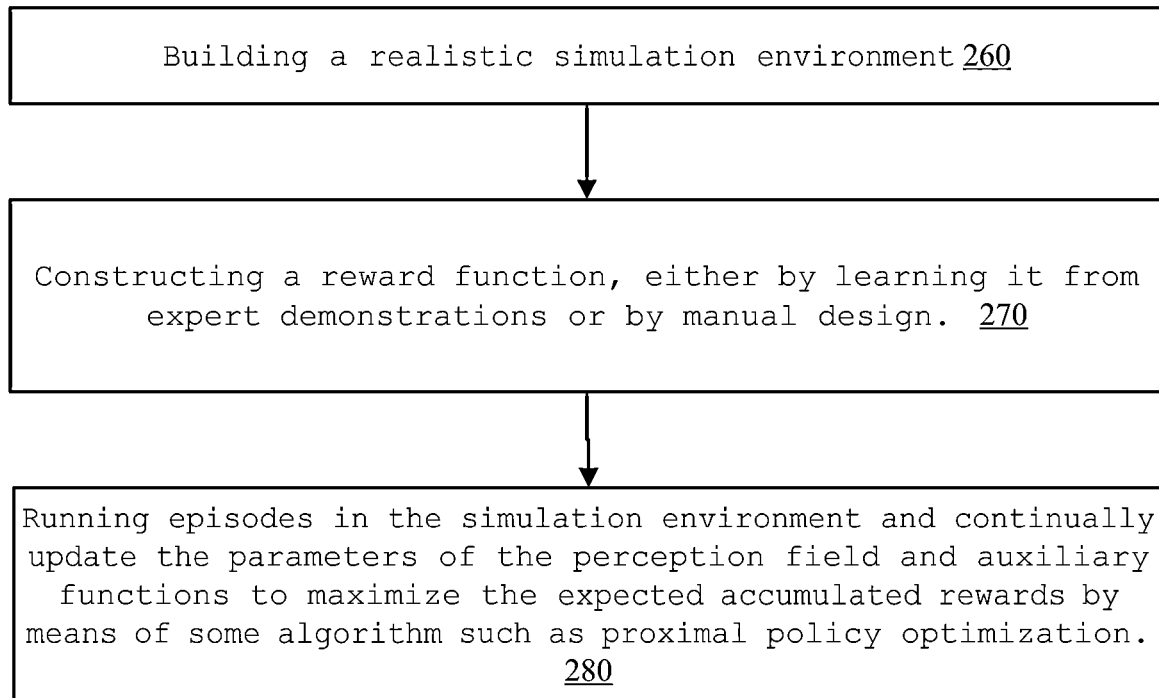 Building a realistic simulation environment 260
Constructing a reward function, either by learning it from
expert demonstrations or by manual design. 270
Running episodes in the simulation environment and continually
update the parameters of the perception field and auxiliary
functions to maximize the expected accumulated rewards by
means of some algorithm such as proximal policy optimization.
280